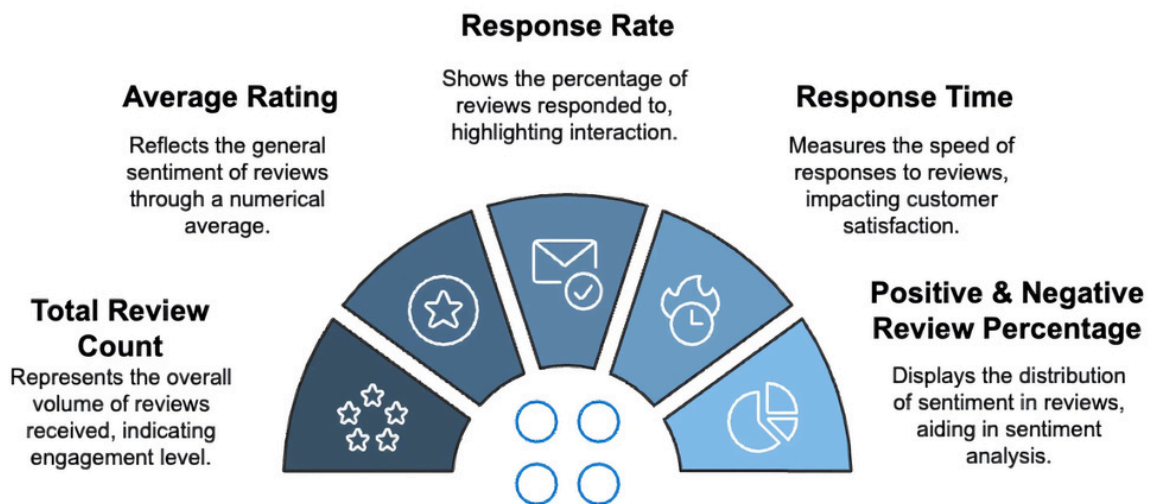 Response Rate
Shows the percentage of
reviews responded to,
highlighting interaction.
Average Rating
Reflects the general
sentiment of reviews
through a numerical
average.
Response Time
Measures the speed of
responses to reviews,
impacting customer
satisfaction.
Total Review
Count
Represents the overall
volume of reviews
received, indicating
engagement level.
Positive & Negative
Review Percentage
Displays the distribution
of sentiment in reviews,
aiding in sentiment
analysis.